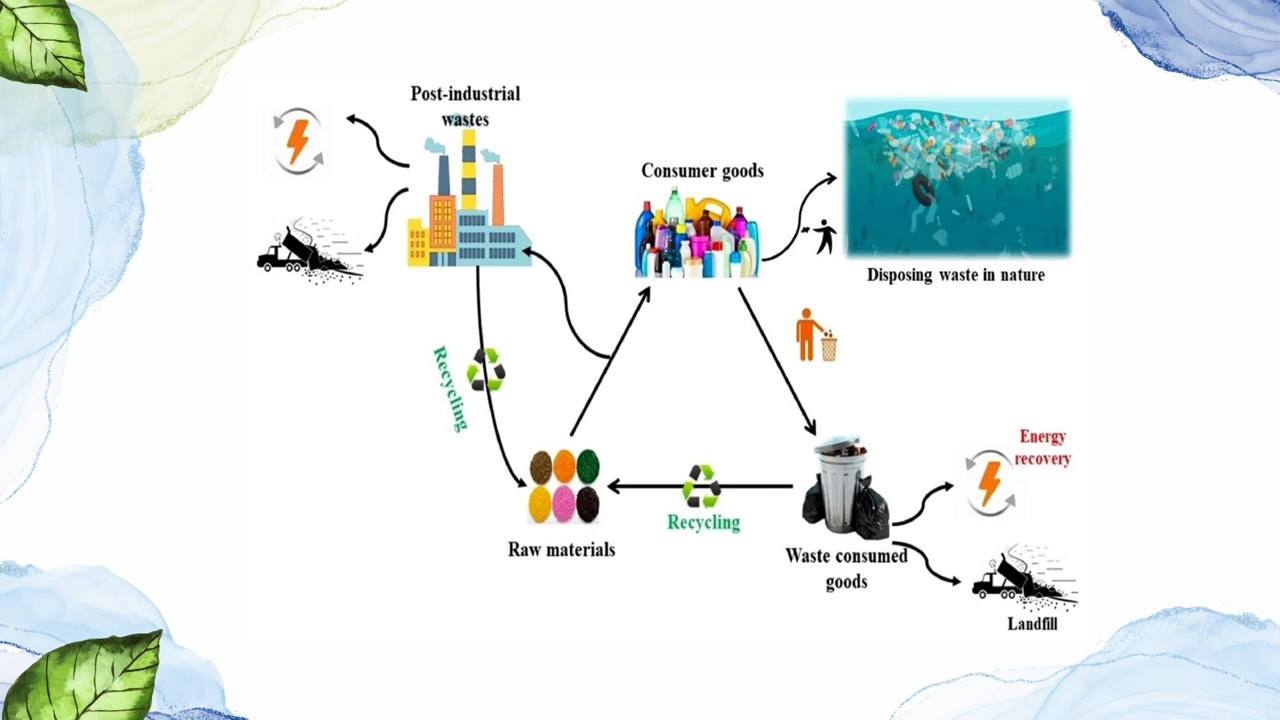 Post-industrial
wastes
Consumer goods
Disposing waste in nature
Recycling
Energy
recovery
Recycling
Raw materials
Waste consumed
goods
Landfill